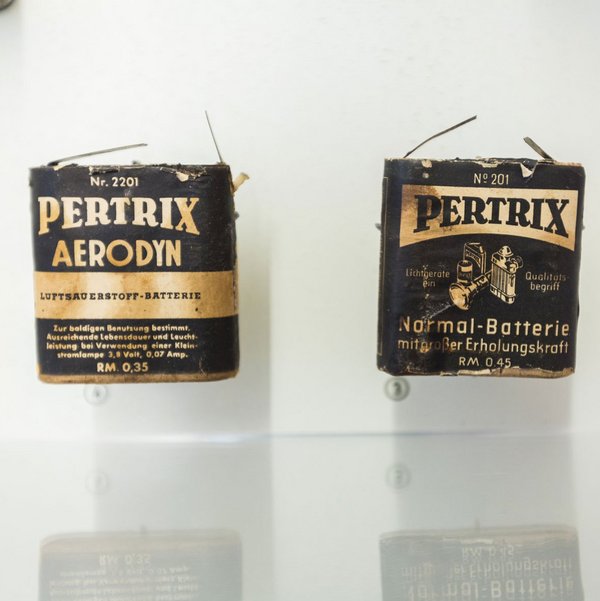 Nr. 2201
PERTRIX
AERODYN
LUFTSAUERSTOFF-BATTERIE
Zur baldigen Benutzung bestimmt.
Ausreichende Lebensdauer und Leucht-
leistung bei Verwendung einer Klein-
stromlampe 3,8 Volt, 0,07 Amp.
RM. 0,35
Nº 201
PERTRIX
Lichtgeräte
ein
Qualitäts
begriff
Normal-Batterie
mit großer Erholungskraft
RM 0.45